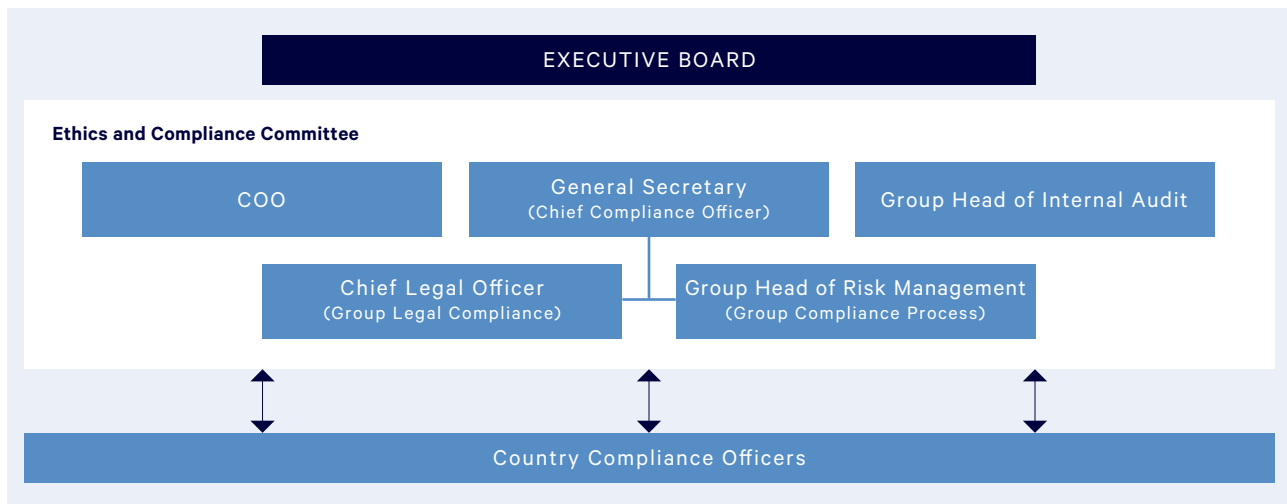 EXECUTIVE BOARD
Ethics and Compliance Committee
COO
General Secretary
(Chief Compliance Officer)
Group Head of Internal Audit
Chief Legal Officer
(Group Legal Compliance)
Group Head of Risk Management
(Group Compliance Process)
Country Compliance Officers